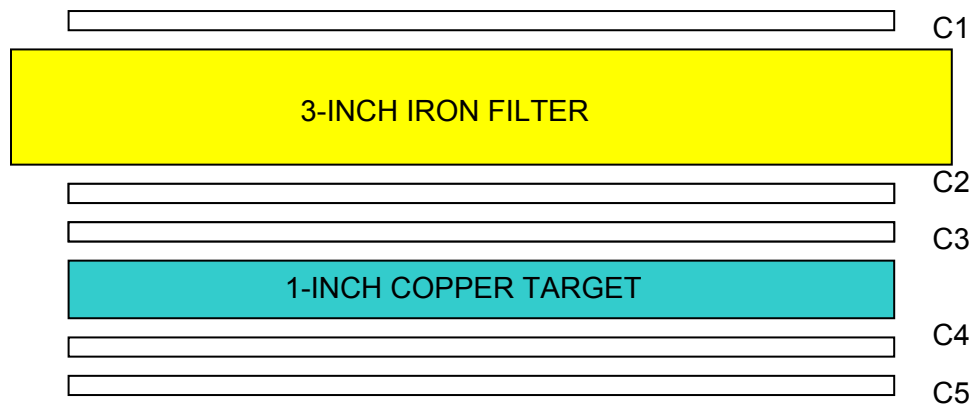 C1
3-INCH IRON FILTER
C2
C3
1-INCH COPPER TARGET
C4
C5